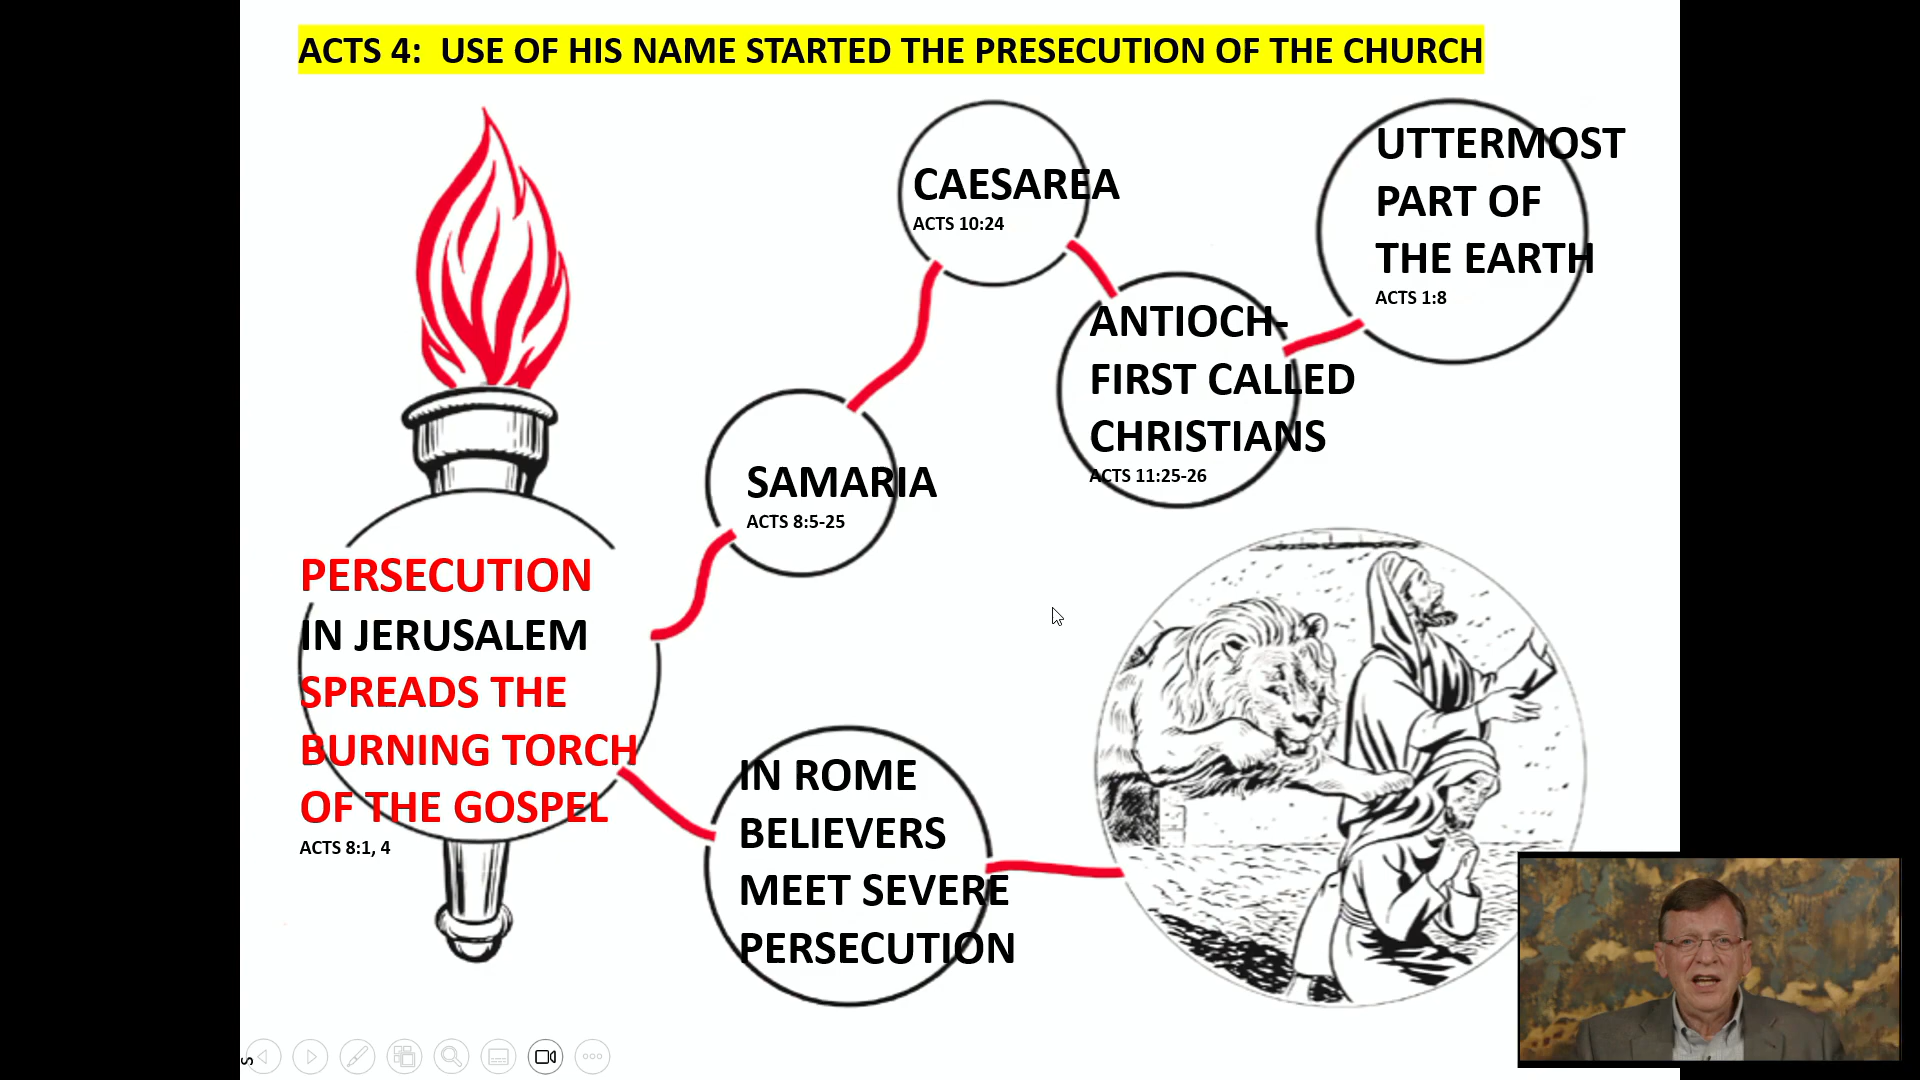 ACTS 4:  USE OF HIS NAME STARTED THE PRESECUTION OF THE CHURCH
UTTERMOST
PART OF
THE EARTH
ACTS 1:8
CAESAREA
ACTS 10:24
ANTIOCH-
FIRST CALLED
CHRISTIANS
ACTS 11:25-26
SAMARIA
ACTS 8:5-25
PERSECUTION
IN JERUSALEM
SPREADS THE
BURNING TORCH
OF THE GOSPEL
ACTS 8:1, 4
IN ROME
BELIEVERS
MEET SEVERE
PERSECUTION
S